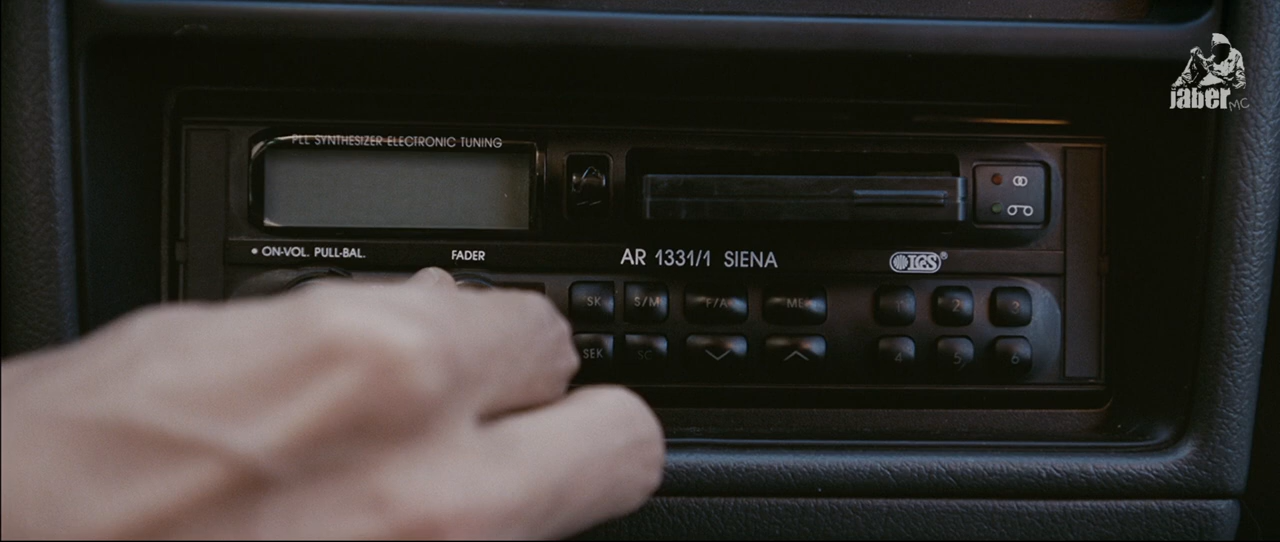 jaber MC
PLL SYNTHESIZER ELECTRONIC TUNING
ON-VOL. PULL-BAL.
FADER
AR 1331/1 SIENA
SK S/M F/A ME
1 2 3
SEK SC
4 5 6